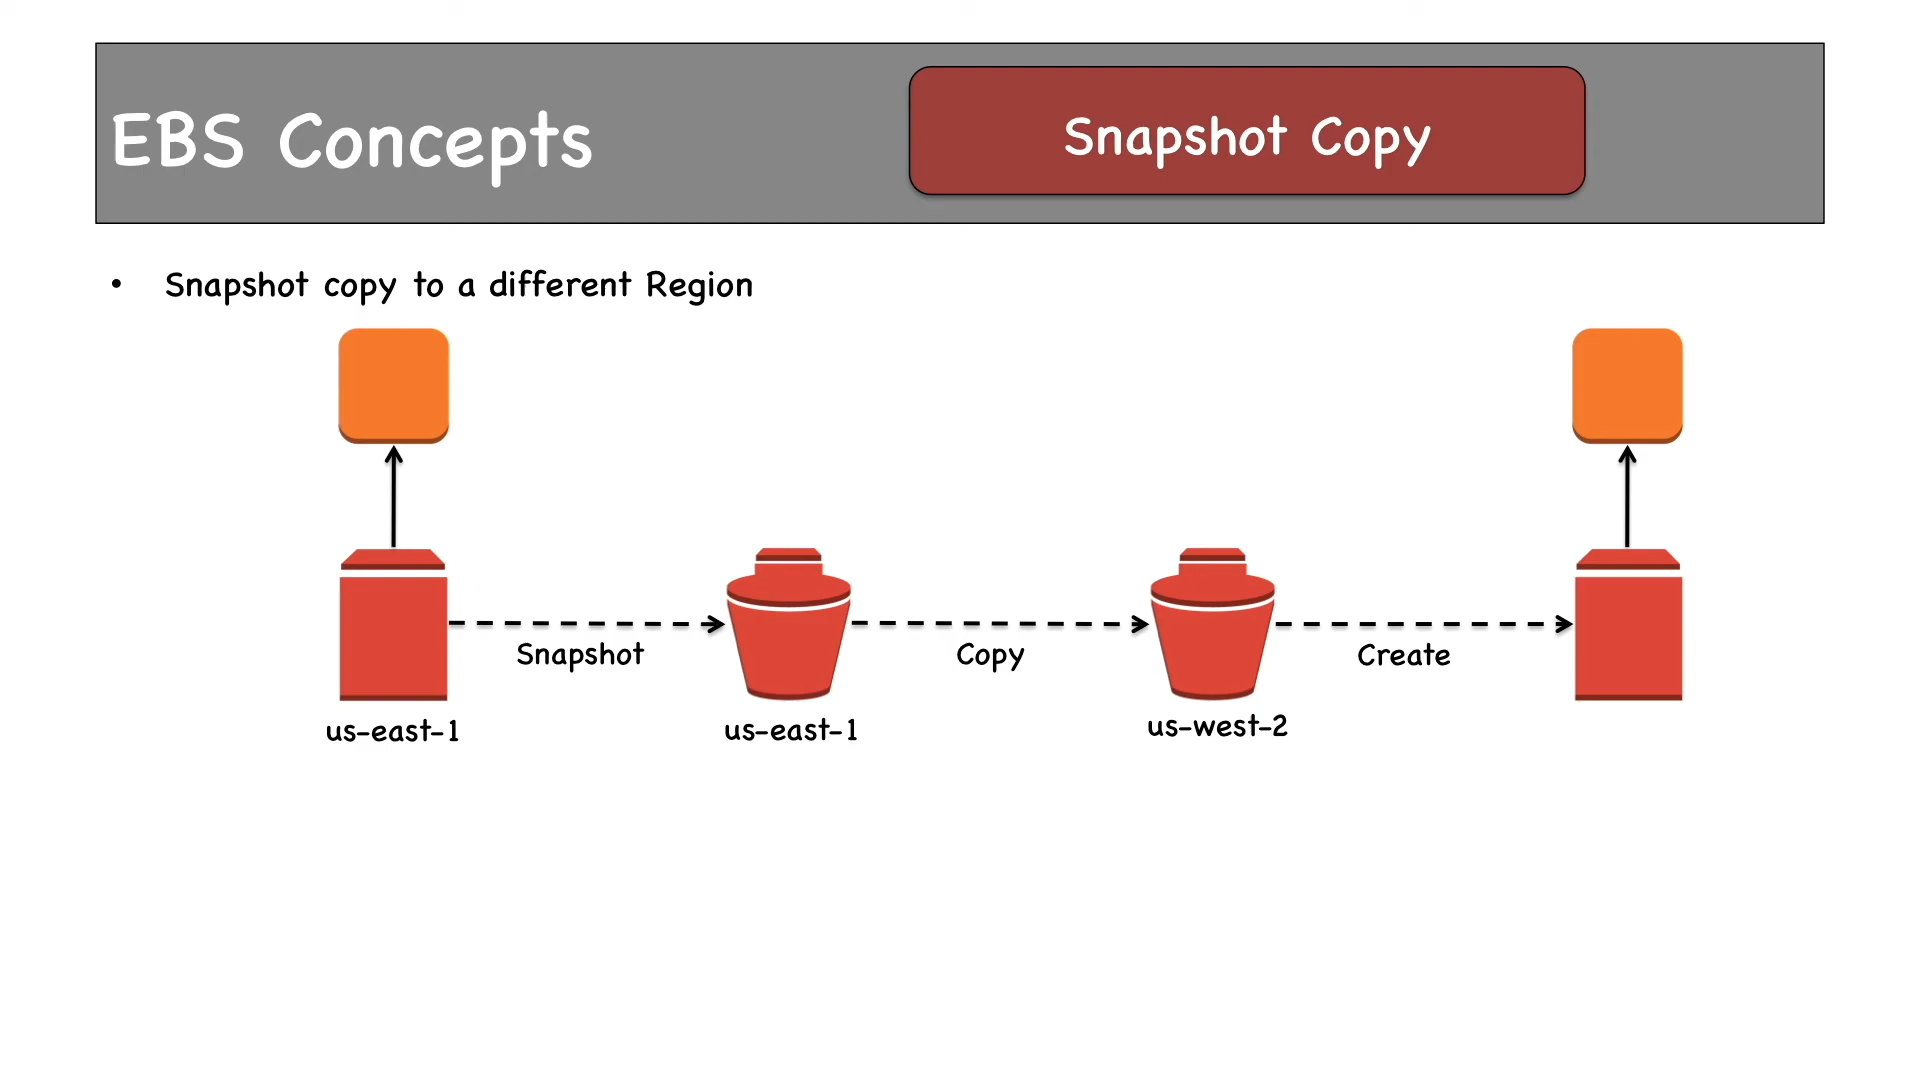 EBS Concepts
Snapshot Copy
• Snapshot copy to a different Region
Snapshot
Copy
Create
us-east-1
us-east-1
us-west-2